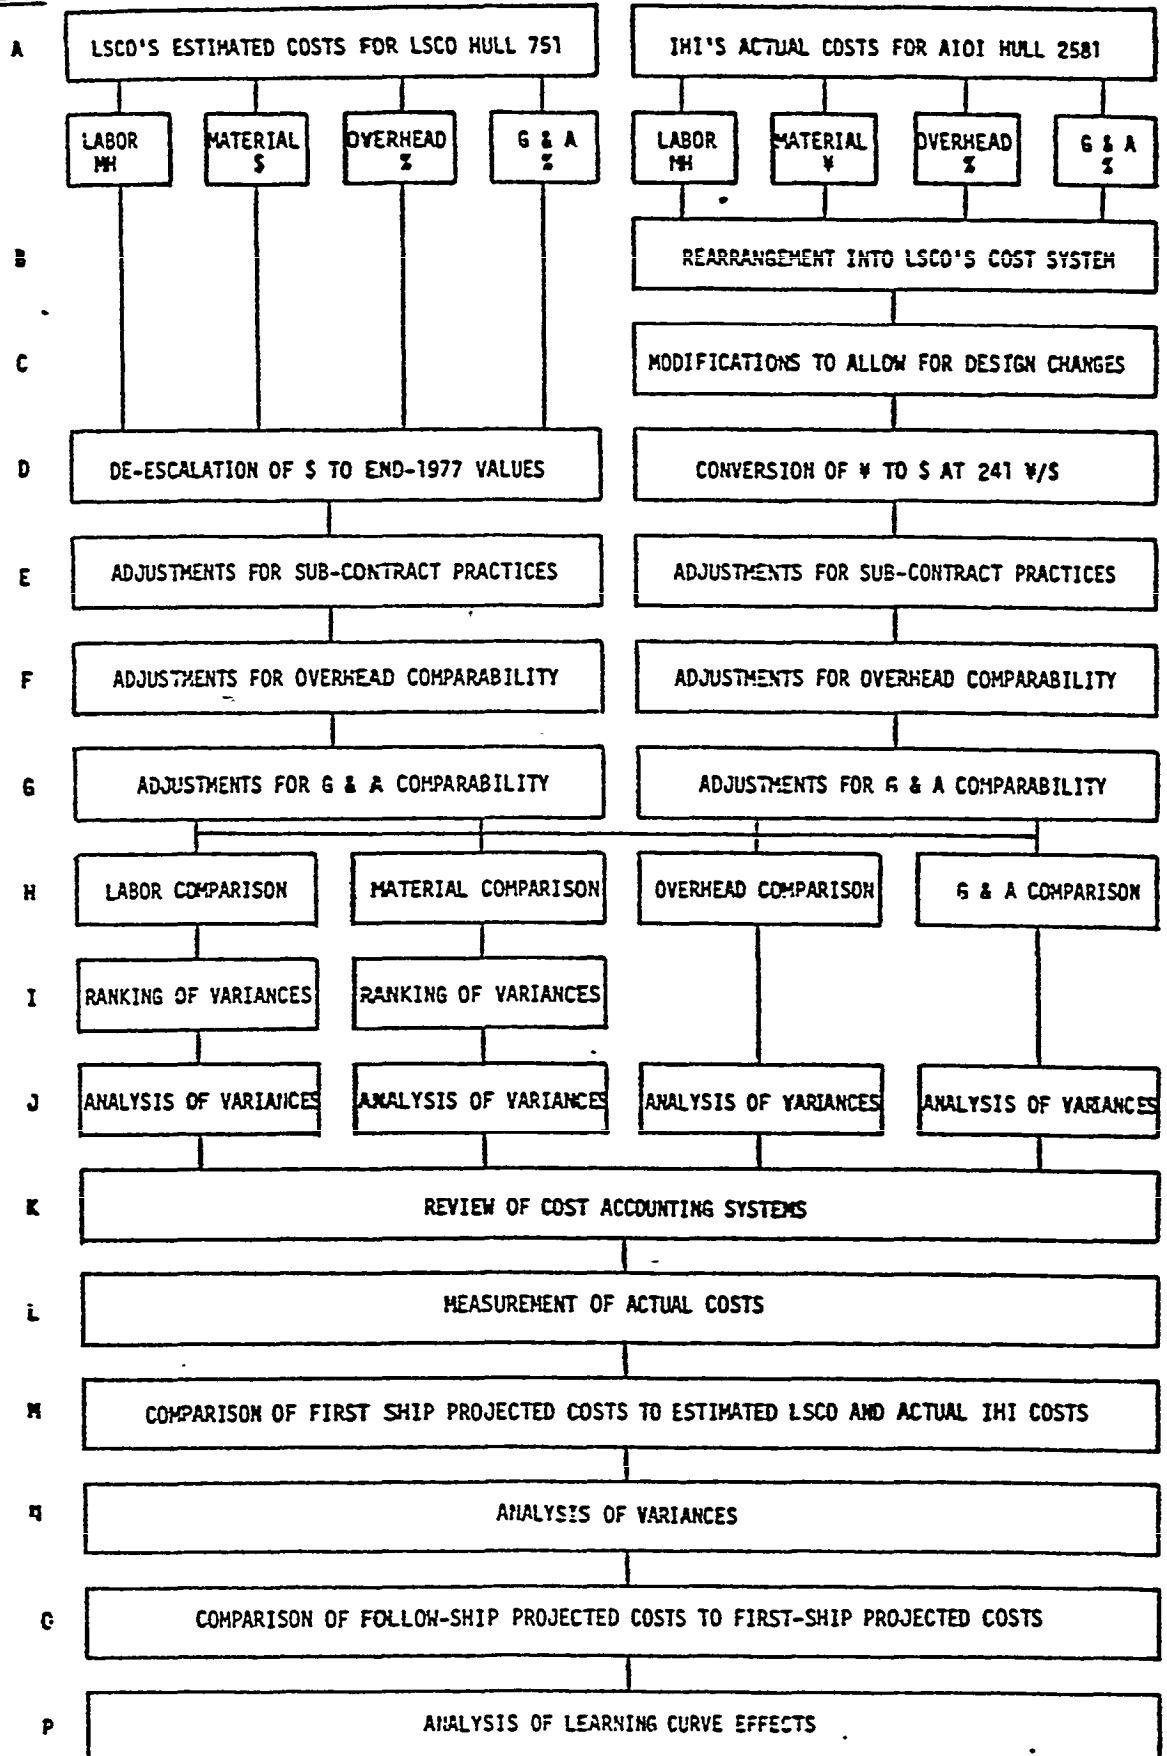 A LSCO'S ESTIMATED COSTS FOR LSCO HULL 751 IHI'S ACTUAL COSTS FOR AIOI HULL 2581
LABOR MATERIAL OVERHEAD G & A LABOR MATERIAL OVERHEAD G & A
MH $ % % MH ¥ % %
B REARRANGEMENT INTO LSCO'S COST SYSTEM
C MODIFICATIONS TO ALLOW FOR DESIGN CHANGES
D DE-ESCALATION OF $ TO END-1977 VALUES CONVERSION OF ¥ TO $ AT 241 ¥/$
E ADJUSTMENTS FOR SUB-CONTRACT PRACTICES ADJUSTMENTS FOR SUB-CONTRACT PRACTICES
F ADJUSTMENTS FOR OVERHEAD COMPARABILITY ADJUSTMENTS FOR OVERHEAD COMPARABILITY
G ADJUSTMENTS FOR G & A COMPARABILITY ADJUSTMENTS FOR G & A COMPARABILITY
H LABOR COMPARISON MATERIAL COMPARISON OVERHEAD COMPARISON G & A COMPARISON
I RANKING OF VARIANCES RANKING OF VARIANCES
J ANALYSIS OF VARIANCES ANALYSIS OF VARIANCES ANALYSIS OF VARIANCES ANALYSIS OF VARIANCES
K REVIEW OF COST ACCOUNTING SYSTEMS
L MEASUREMENT OF ACTUAL COSTS
M COMPARISON OF FIRST SHIP PROJECTED COSTS TO ESTIMATED LSCO AND ACTUAL IHI COSTS
N ANALYSIS OF VARIANCES
O COMPARISON OF FOLLOW-SHIP PROJECTED COSTS TO FIRST-SHIP PROJECTED COSTS
P ANALYSIS OF LEARNING CURVE EFFECTS